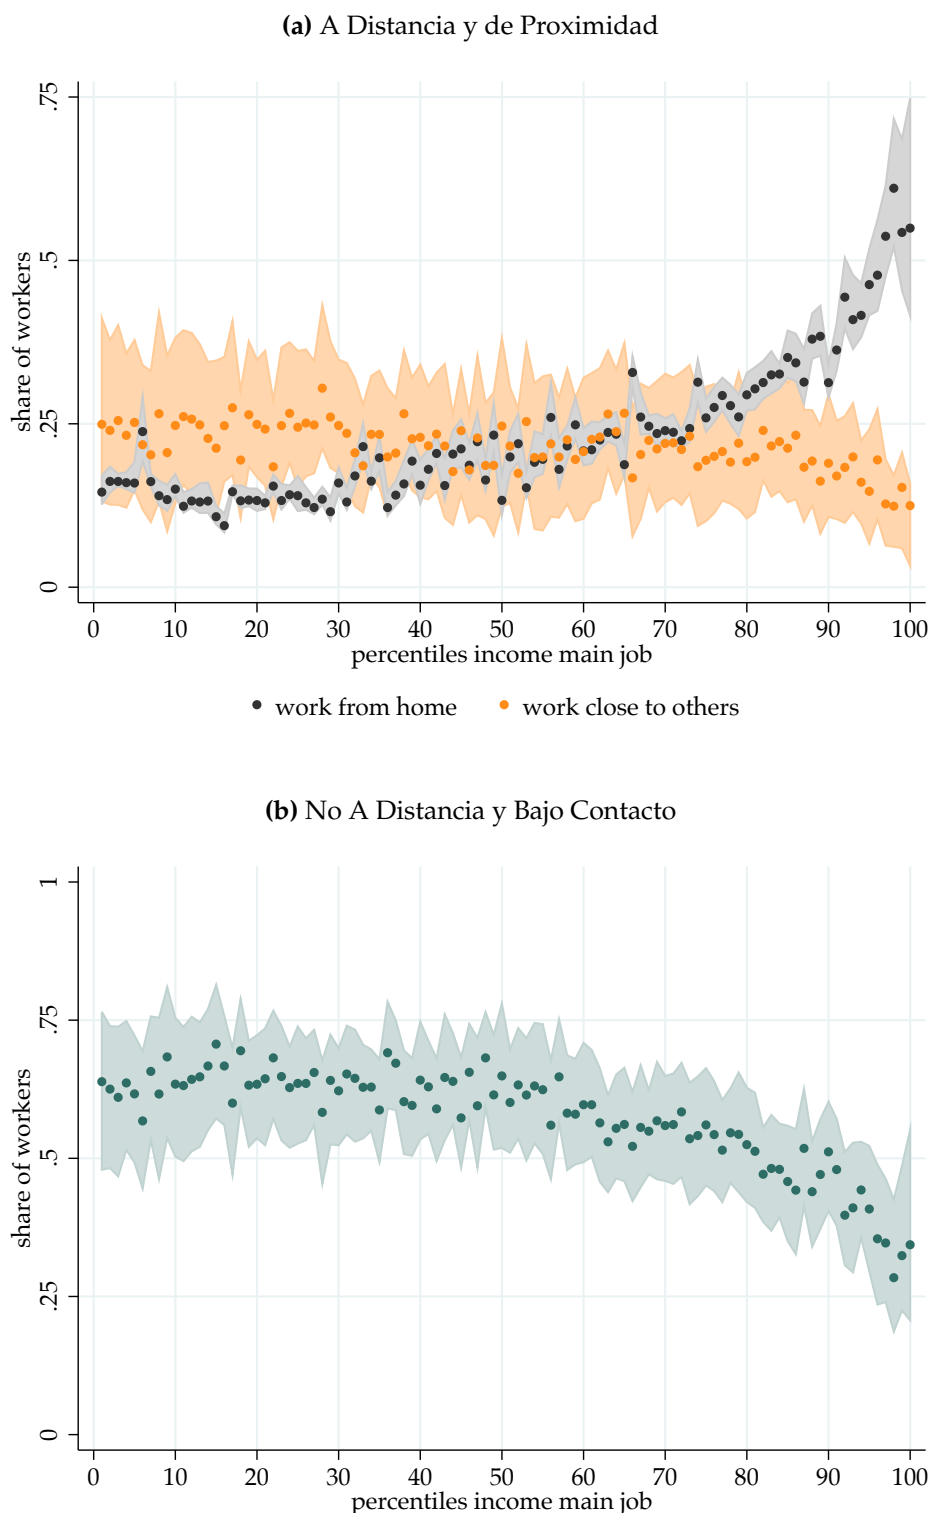 (a) A Distancia y de Proximidad
.75
.5
.25
0
share of workers
0 10 20 30 40 50 60 70 80 90 100
percentiles income main job
work from home work close to others
(b) No A Distancia y Bajo Contacto
1
.75
.5
.25
0
share of workers
0 10 20 30 40 50 60 70 80 90 100
percentiles income main job